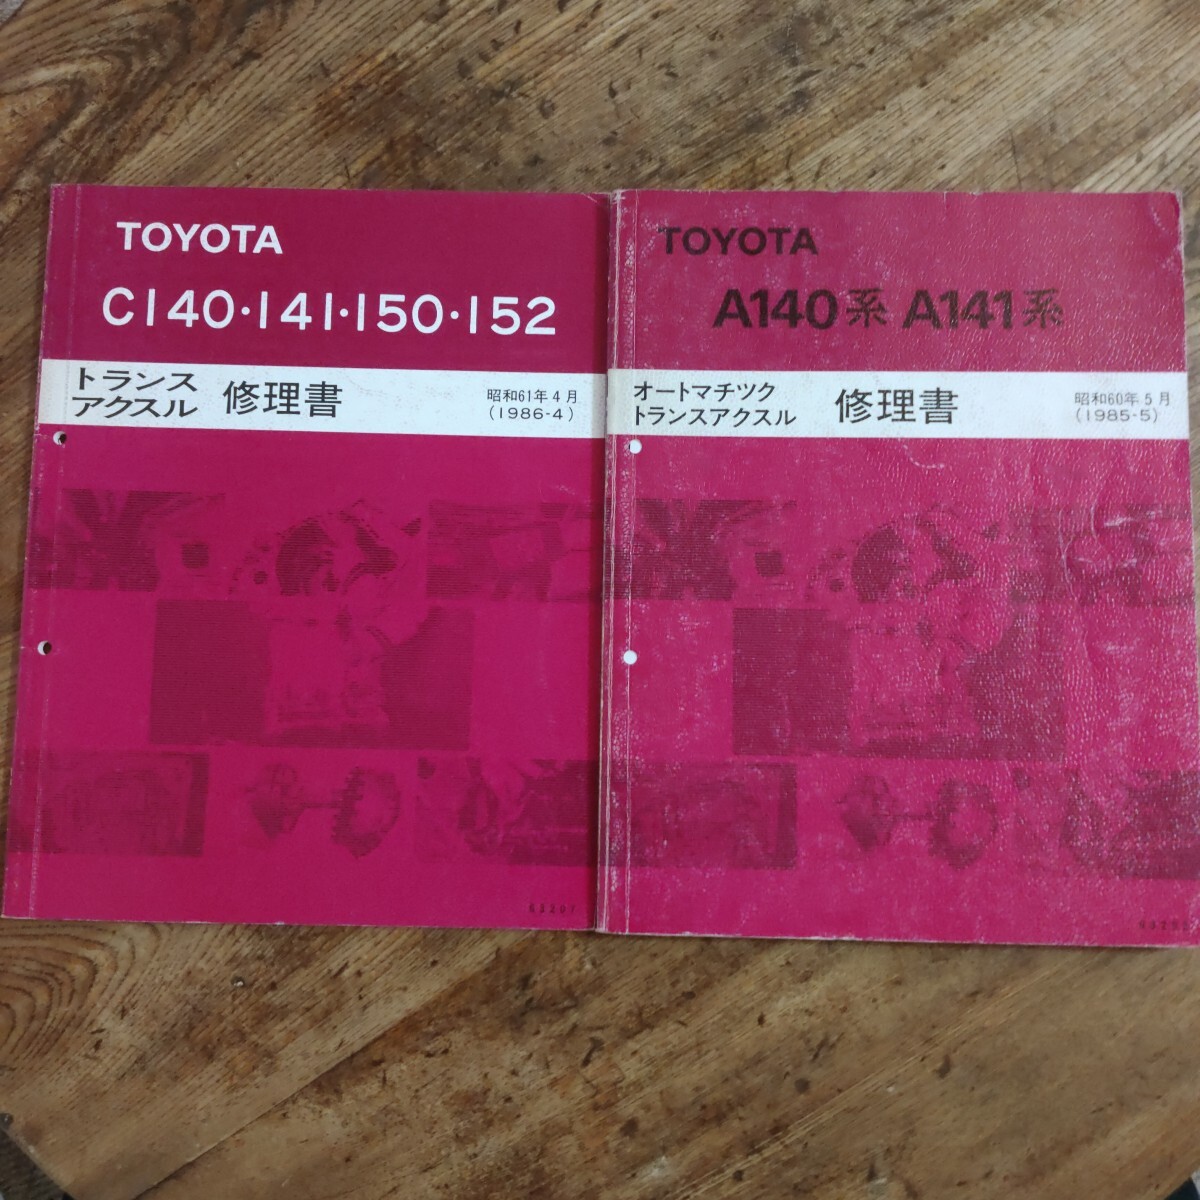 TOYOTA
C140・141・150・152
トランス
アクスル
修理書
昭和61年4月
(1986-4)
63207
TOYOTA
A140系 A141系
オートマチツク
トランスアクスル
修理書
昭和60年5月
(1985-5)